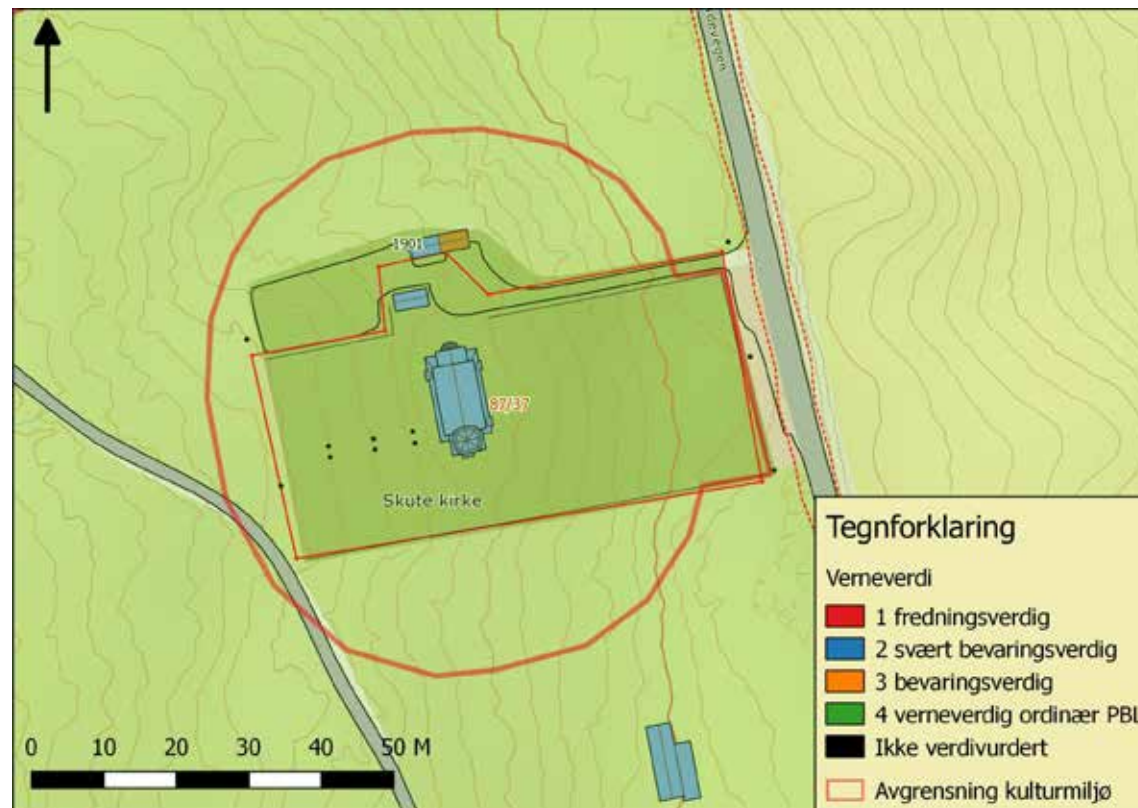 1901
87/37
Skute kirke
0 10 20 30 40 50 M
Tegnforklaring
Verneverdi
1 fredningsverdig
2 svært bevaringsverdig
3 bevaringsverdig
4 verneverdig ordinær PBL
Ikke verdivurdert
Avgrensning kulturmiljø